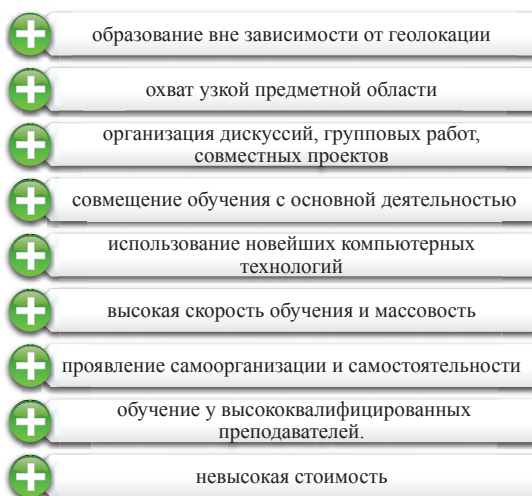 образование вне зависимости от геолокации
охват узкой предметной области
организация дискуссий, групповых работ,
совместных проектов
совмещение обучения с основной деятельностью
использование новейших компьютерных
технологий
высокая скорость обучения и массовость
проявление самоорганизации и самостоятельности
обучение у высококвалифицированных
преподавателей.
невысокая стоимость